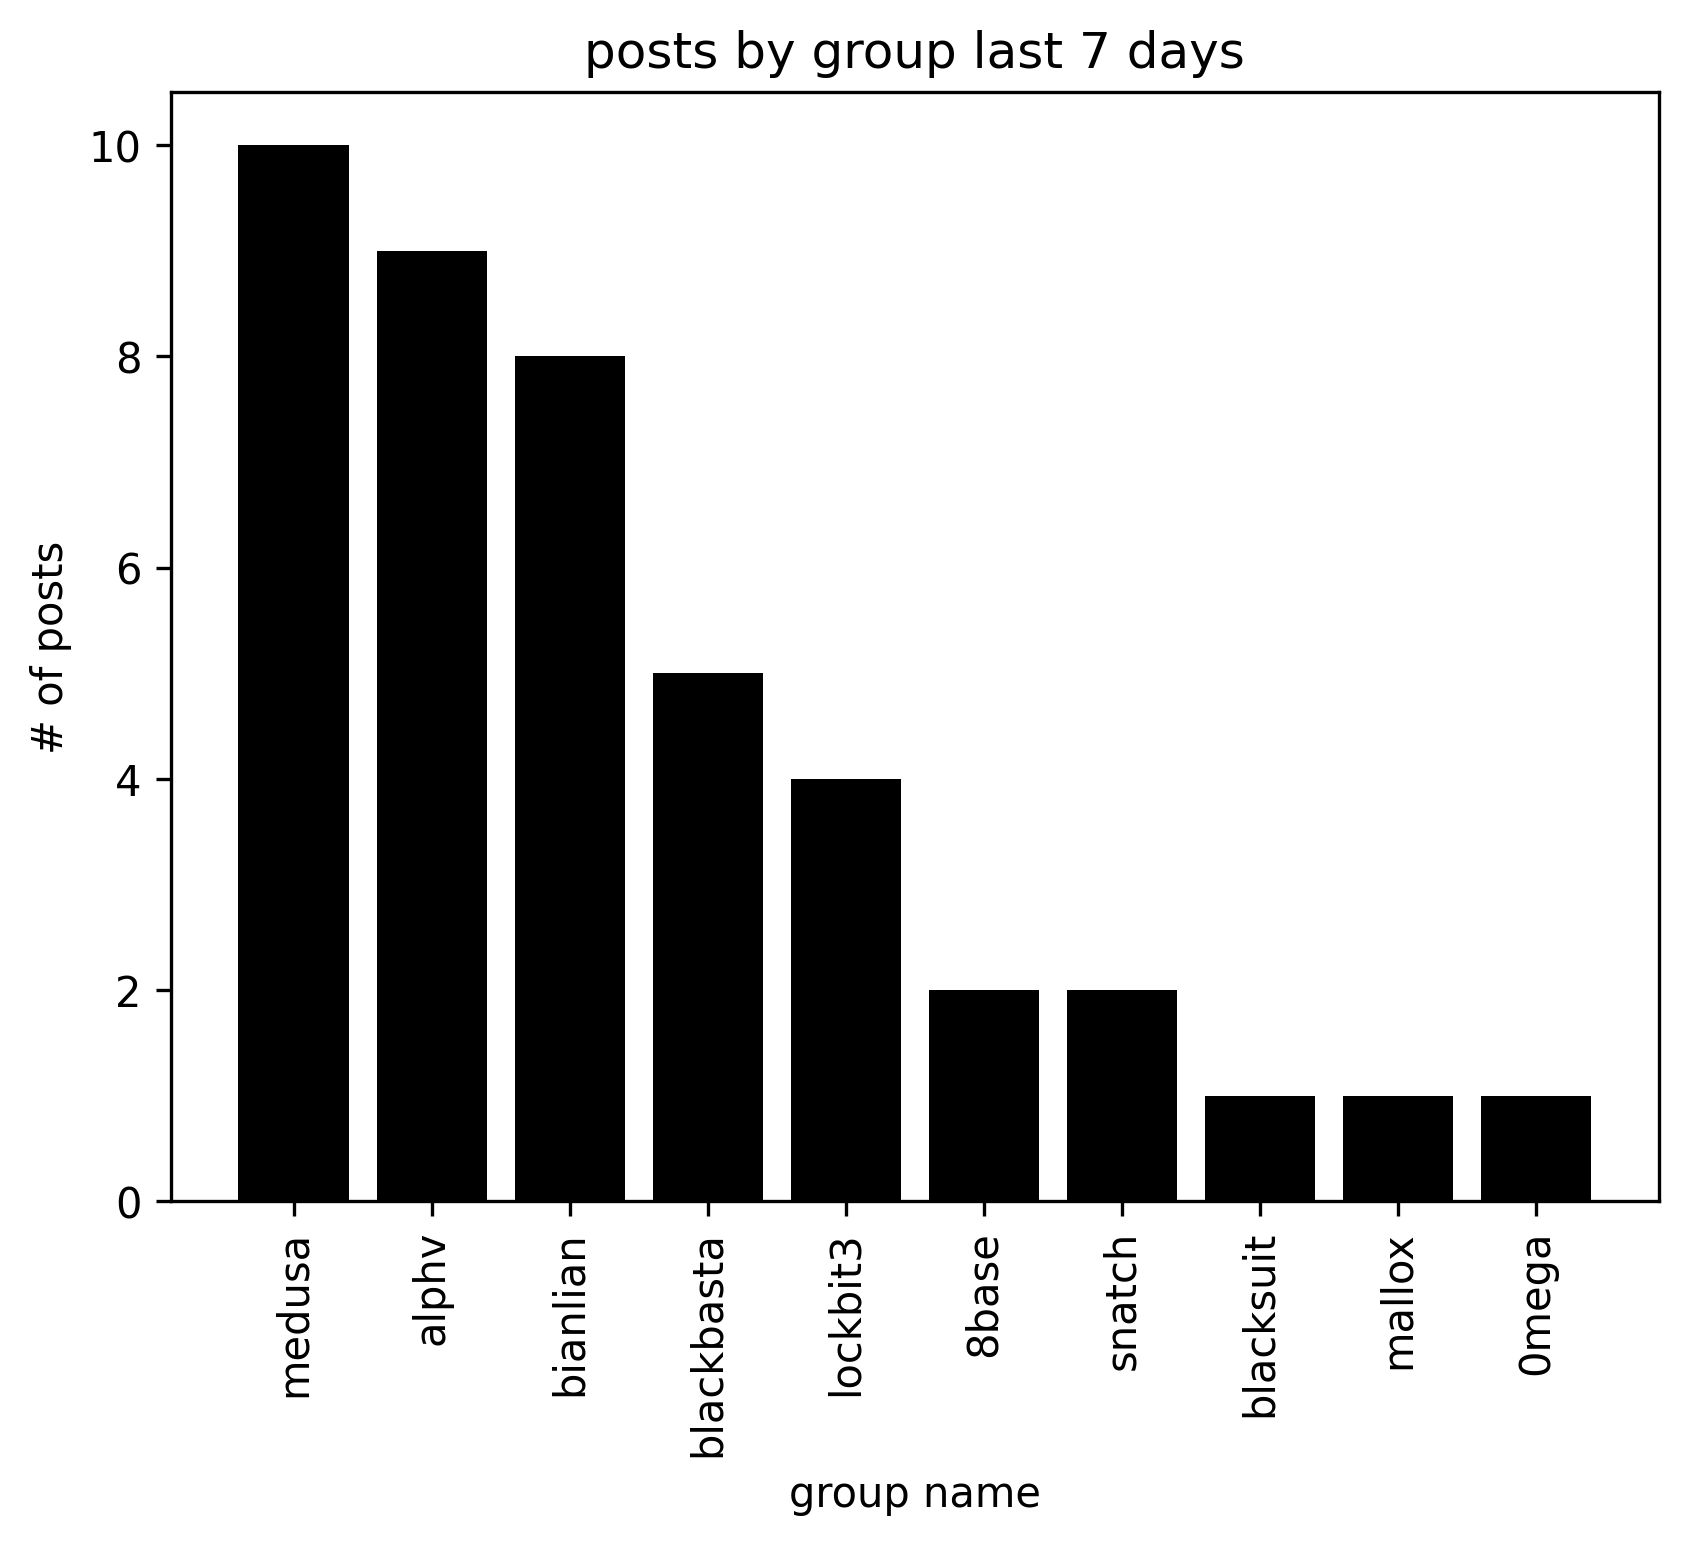 posts by group last 7 days
10
8
6
4
2
0
# of posts
medusa
alphv
bianlian
blackbasta
lockbit3
8base
snatch
blacksuit
mallox
0mega
group name